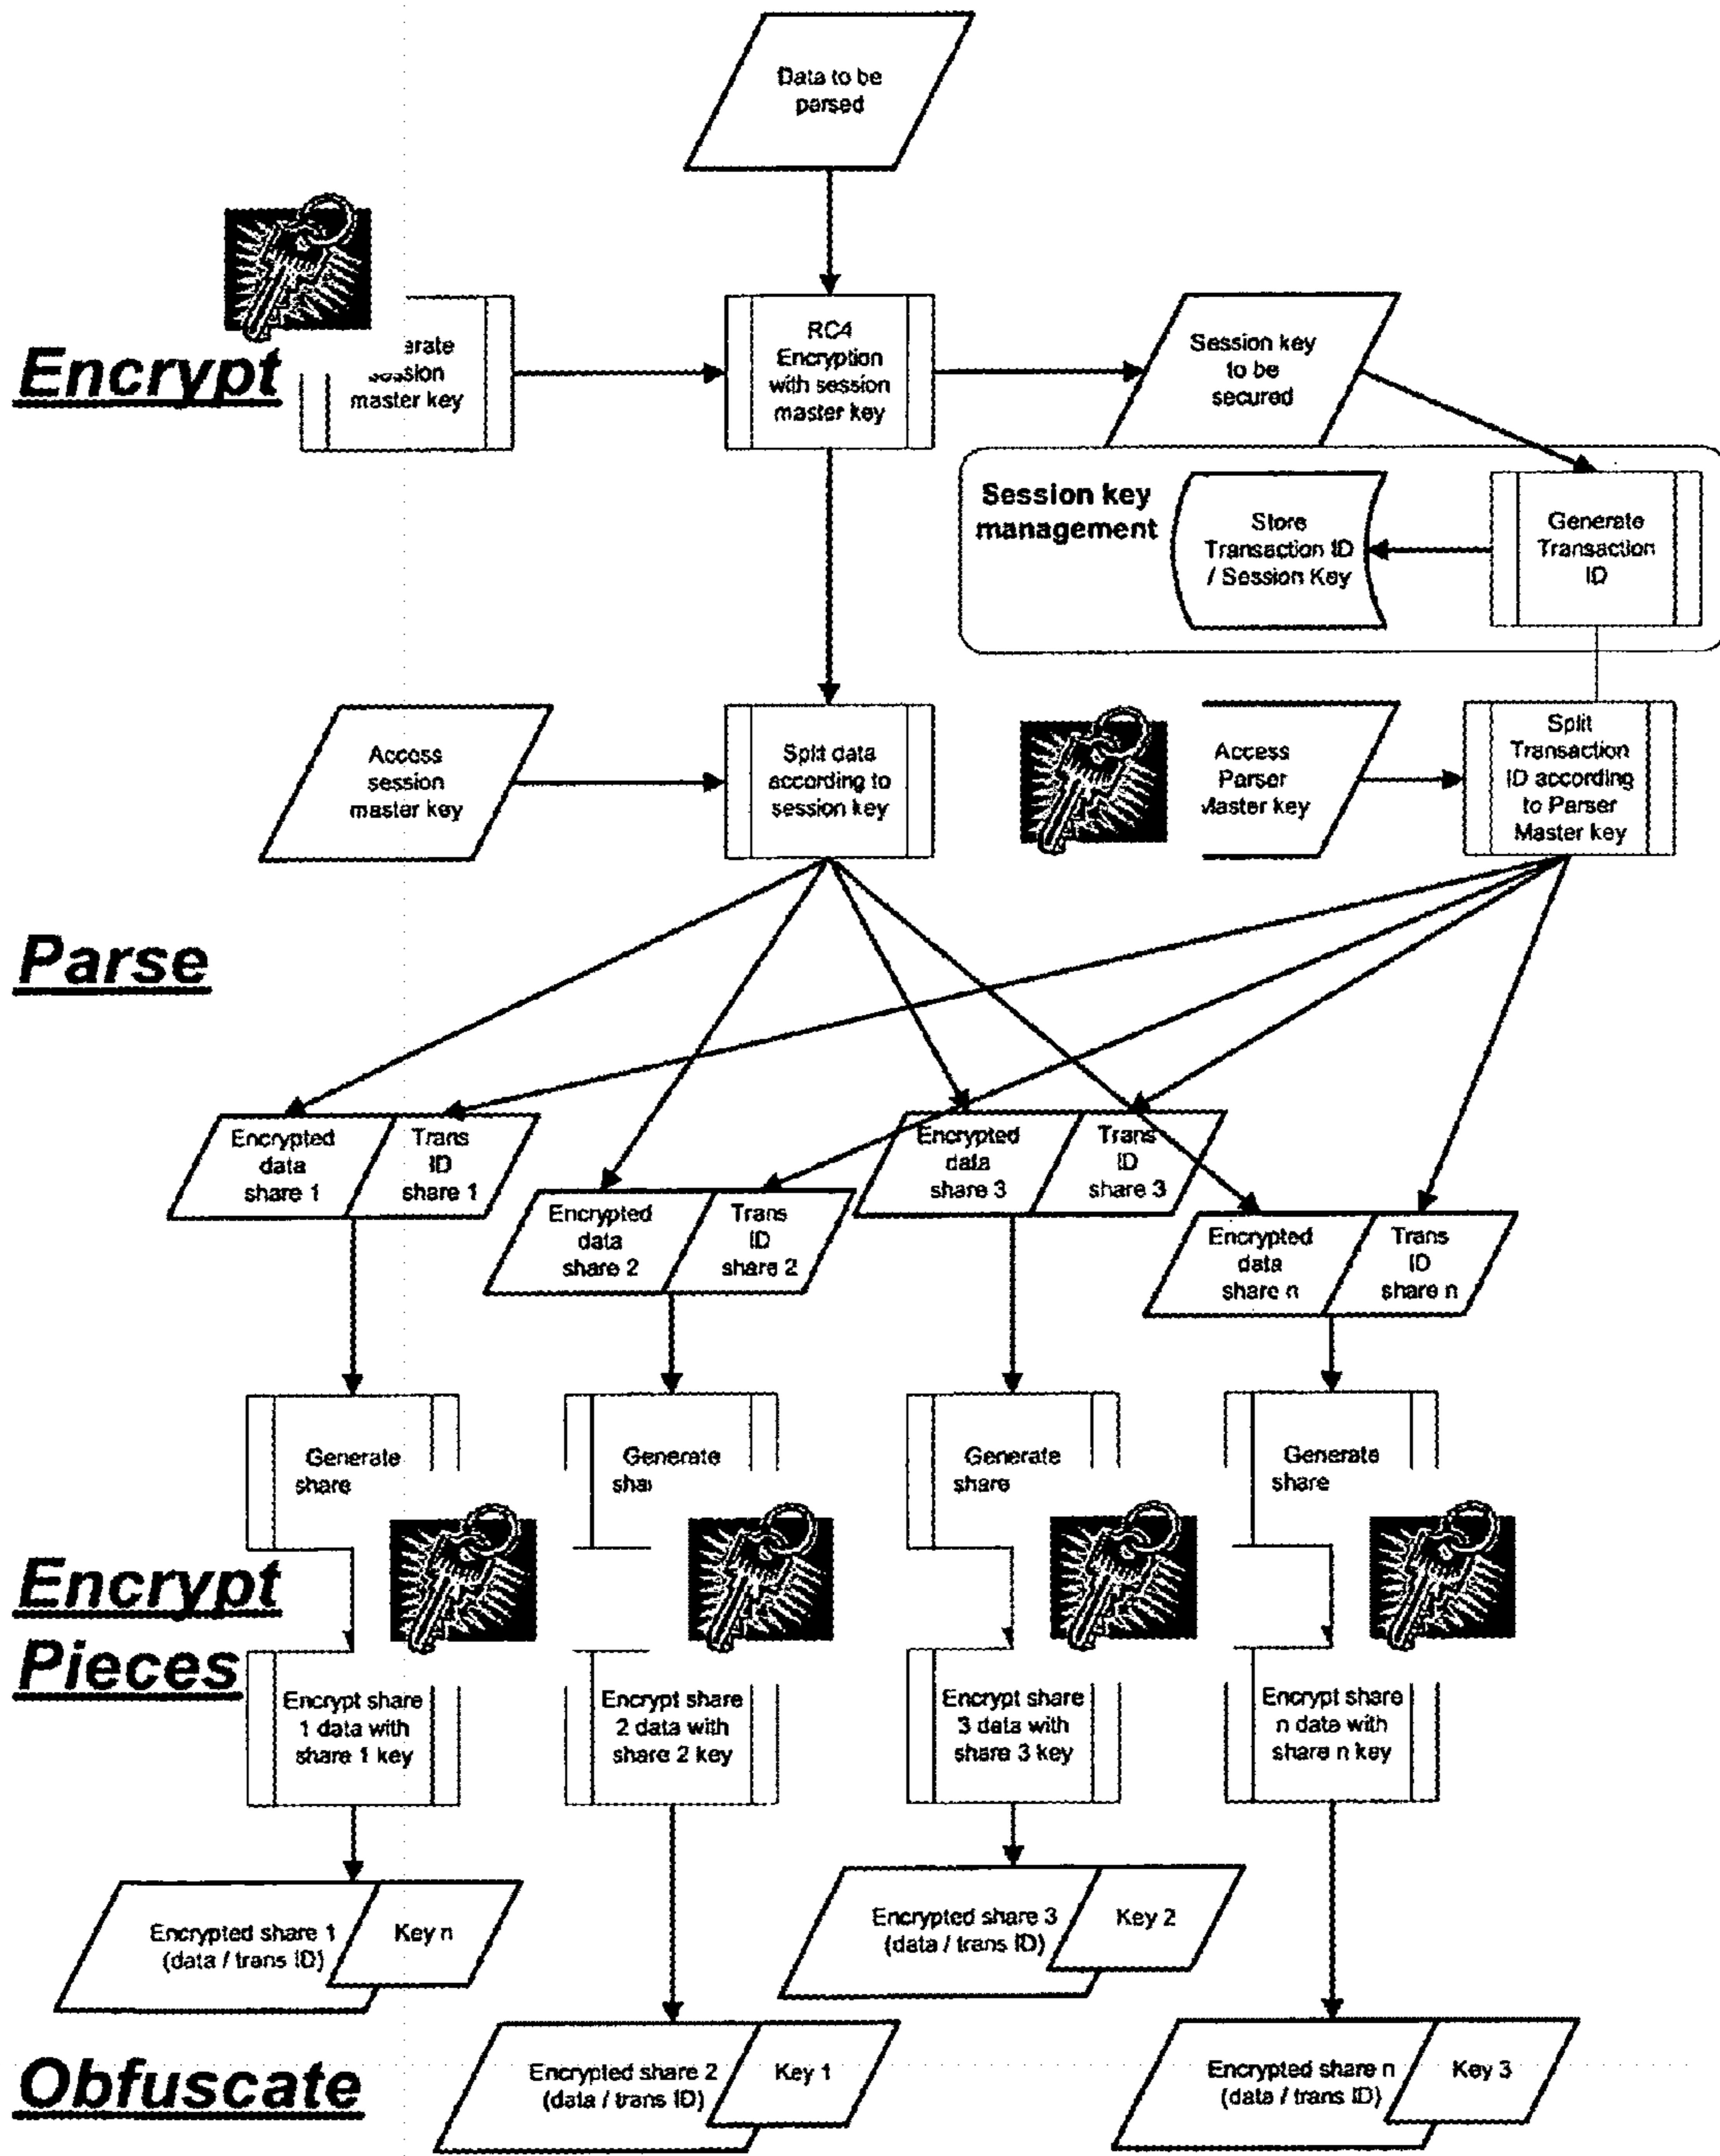 Data to be
parsed
Encrypt
session
master key
RC4
Encryption
with session
master key
Session key
to be
secured
Session key
management
Store
Transaction ID
/ Session Key
Generate
Transaction
ID
Access
session
master key
Split data
according to
session key
Access
Parser
Master key
Split
Transaction
ID according
to Parser
Master key
Parse
Encrypted
data
share 1
Trans
ID
share 1
Encrypted
data
share 2
Trans
ID
share 2
Encrypted
data
share 3
Trans
ID
share 3
Encrypted
data
share n
Trans
ID
share n
Generate
share
Generate
Generate
share
Generate
share
Encrypt
Pieces
Encrypt share
1 data with
share 1 key
Encrypt share
2 data with
share 2 key
Encrypt share
3 data with
share 3 key
Encrypt share
n data with
share n key
Encrypted share 1
(data / trans ID)
Key n
Encrypted share 3
(data / trans ID)
Key 2
Obfuscate
Encrypted share 2
(data / trans ID)
Key 1
Encrypted share n
(data / trans ID)
Key 3